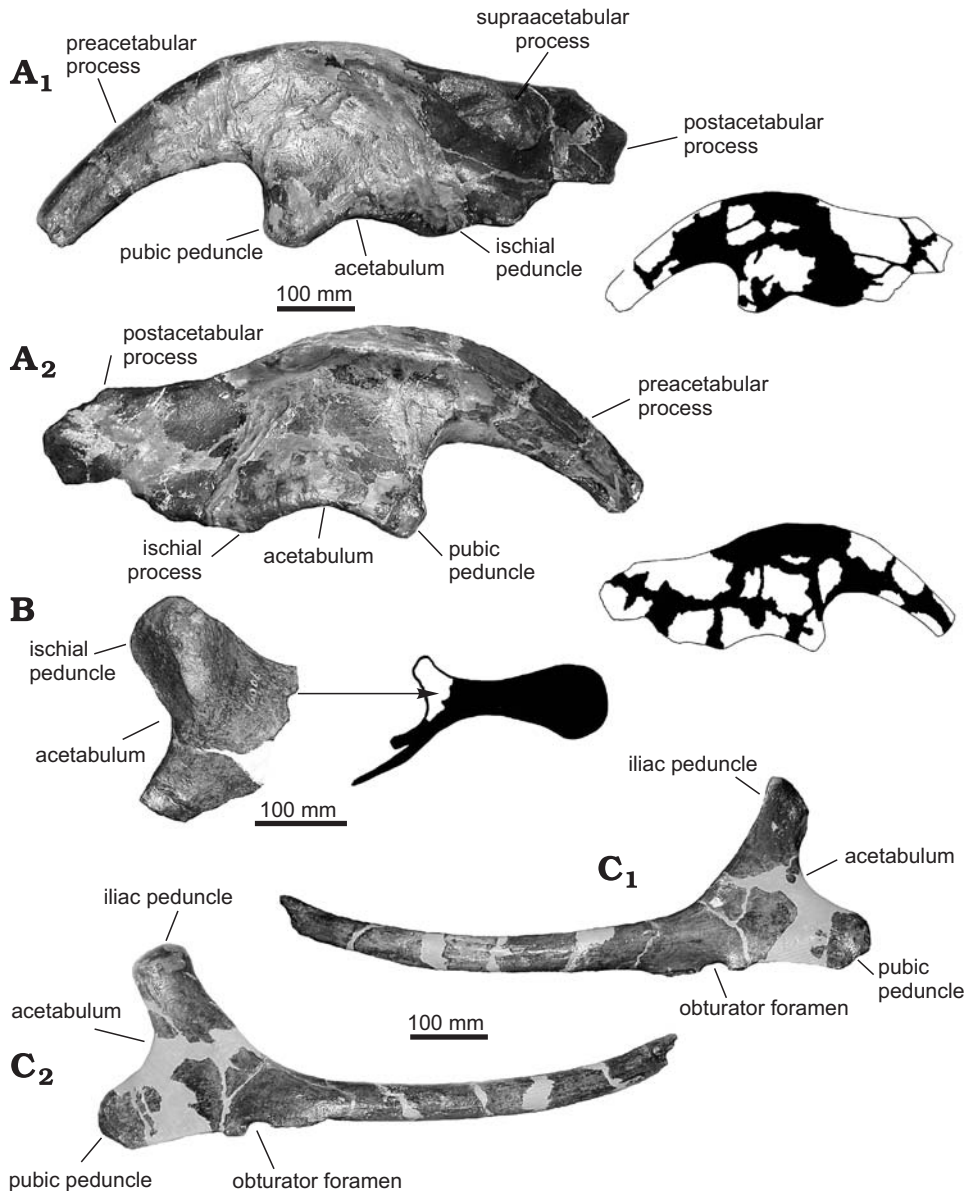 supraacetabular
process
preacetabular
process
A1
postacetabular
process
pubic peduncle
acetabulum
ischial
peduncle
100 mm
A2
postacetabular
process
preacetabular
process
ischial
process
acetabulum
pubic
peduncle
B
ischial
peduncle
acetabulum
100 mm
iliac peduncle
C1
acetabulum
pubic
peduncle
obturator foramen
iliac peduncle
acetabulum
100 mm
C2
pubic peduncle
obturator foramen